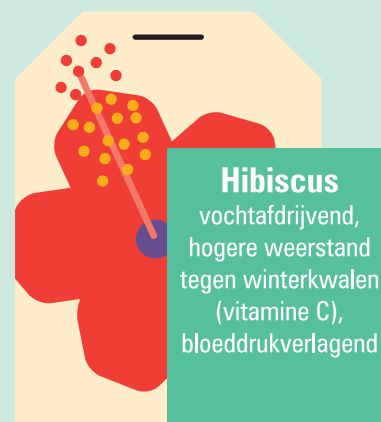 Hibiscus
vochtafdrijvend,
hogere weerstand
tegen winterkwalen
(vitamine C),
bloeddrukverlagend